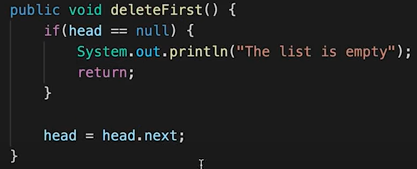 public void deleteFirst() {
    if(head == null) {
        System.out.println("The list is empty");
        return;
    }

    head = head.next;
}